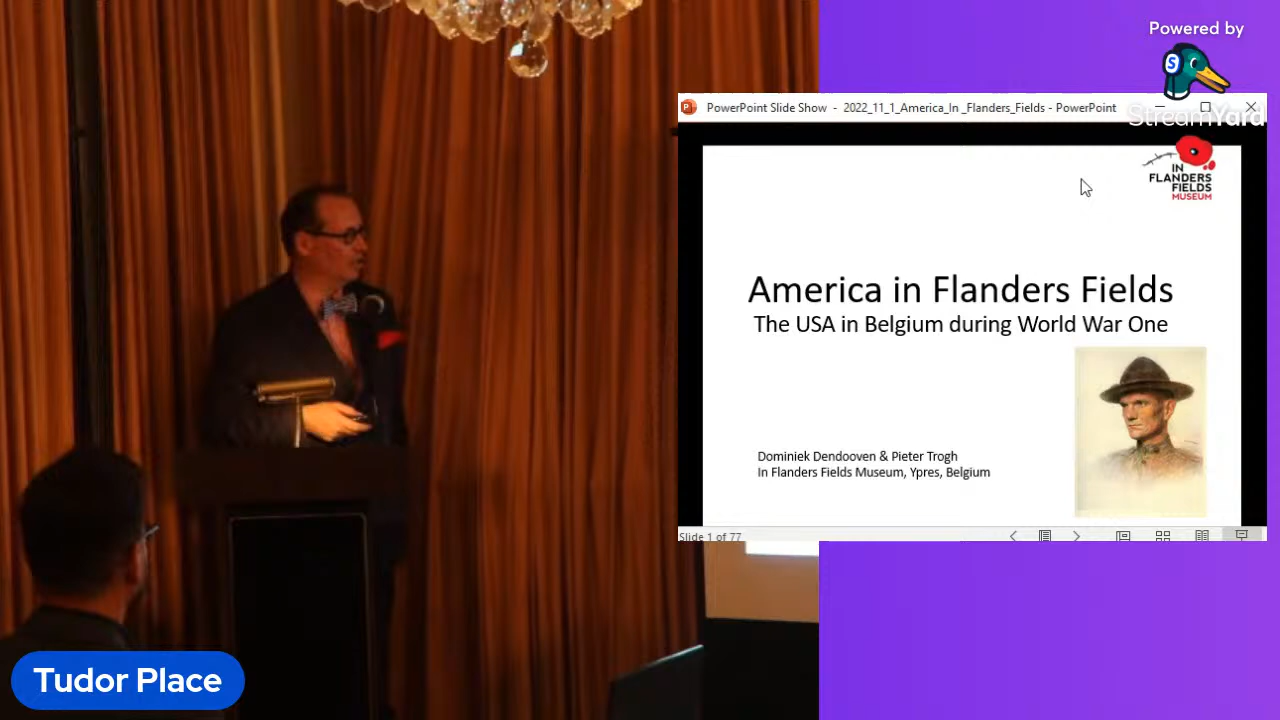 Powered by
StreamYard
PowerPoint Slide Show - 2022_11_1_America_In _Flanders_Fields - PowerPoint
IN
FLANDERS
FIELDS
MUSEUM
America in Flanders Fields
The USA in Belgium during World War One
Dominiek Dendooven & Pieter Trogh
In Flanders Fields Museum, Ypres, Belgium
Slide 1 of 77
Tudor Place